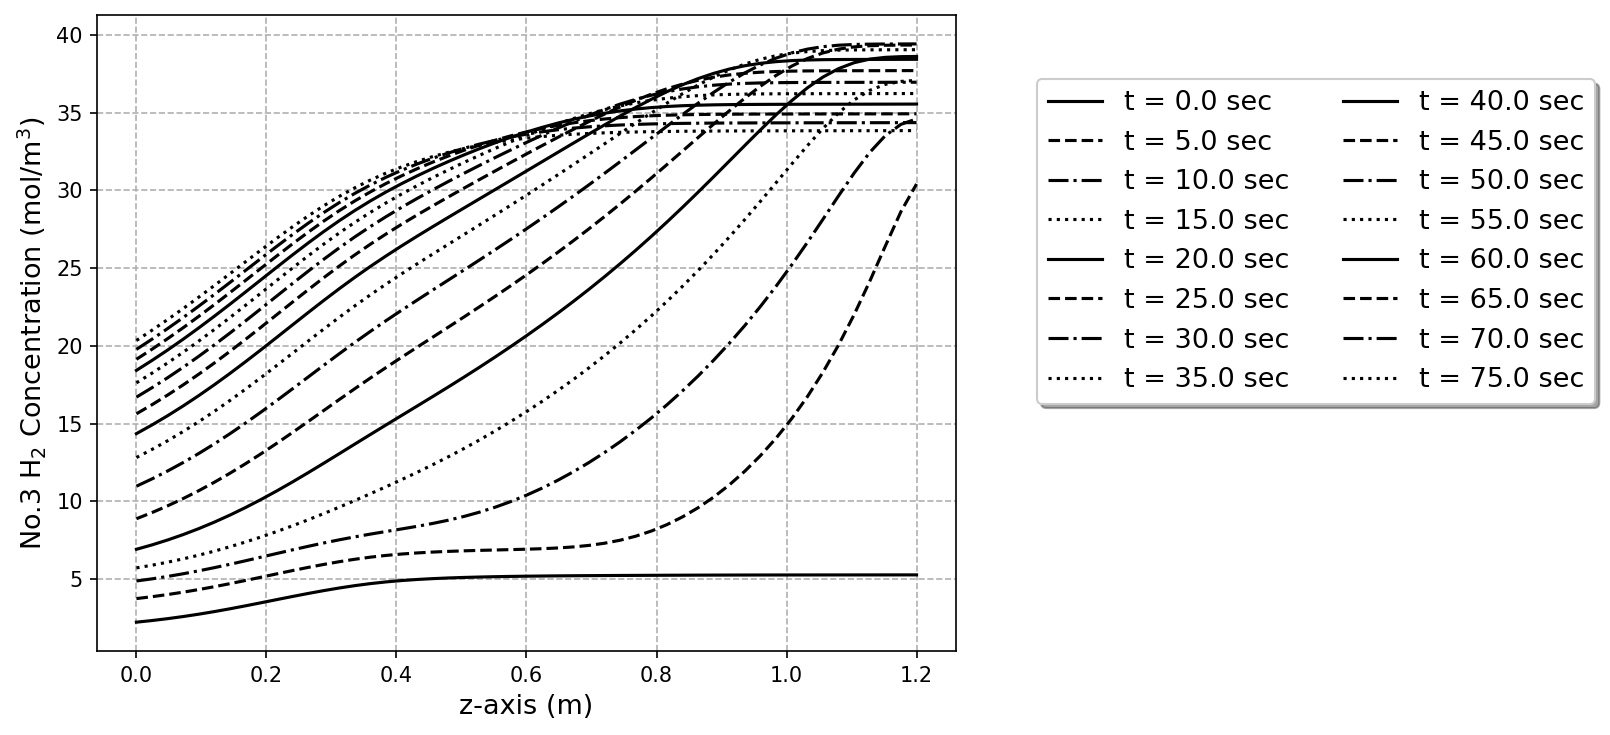 40
35
30
25
20
15
10
5
No.3 H₂ Concentration (mol/m³)
0.0 0.2 0.4 0.6 0.8 1.0 1.2
z-axis (m)
t = 0.0 sec
t = 5.0 sec
t = 10.0 sec
t = 15.0 sec
t = 20.0 sec
t = 25.0 sec
t = 30.0 sec
t = 35.0 sec
t = 40.0 sec
t = 45.0 sec
t = 50.0 sec
t = 55.0 sec
t = 60.0 sec
t = 65.0 sec
t = 70.0 sec
t = 75.0 sec